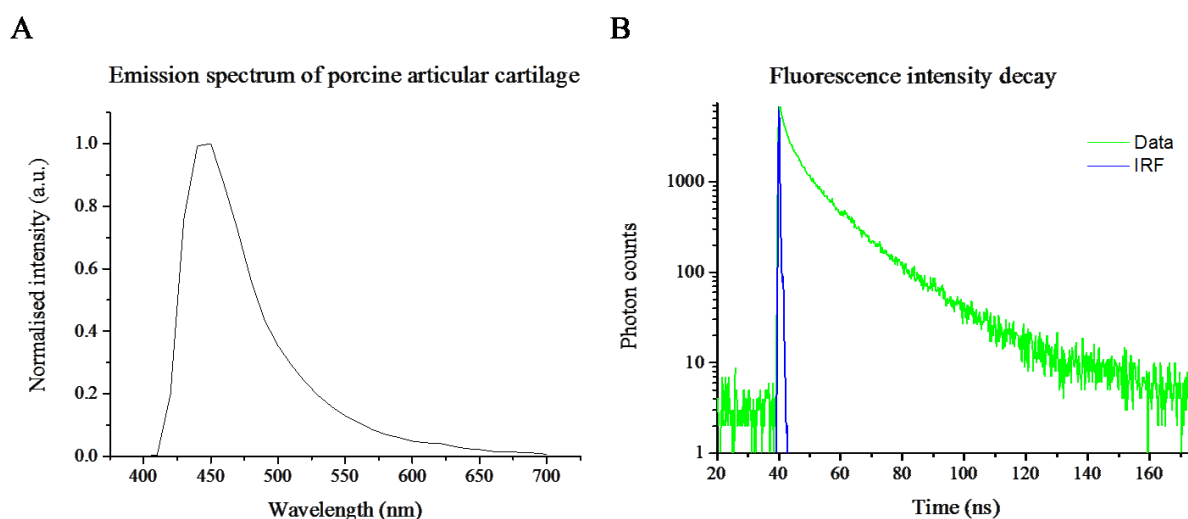 A
Emission spectrum of porcine articular cartilage
Normalised intensity (a.u.)
1.0
0.8
0.6
0.4
0.2
0.0
400 450 500 550 600 650 700
Wavelength (nm)
B
Fluorescence intensity decay
Data
IRF
Photon counts
1000
100
10
1
20 40 60 80 100 120 140 160
Time (ns)